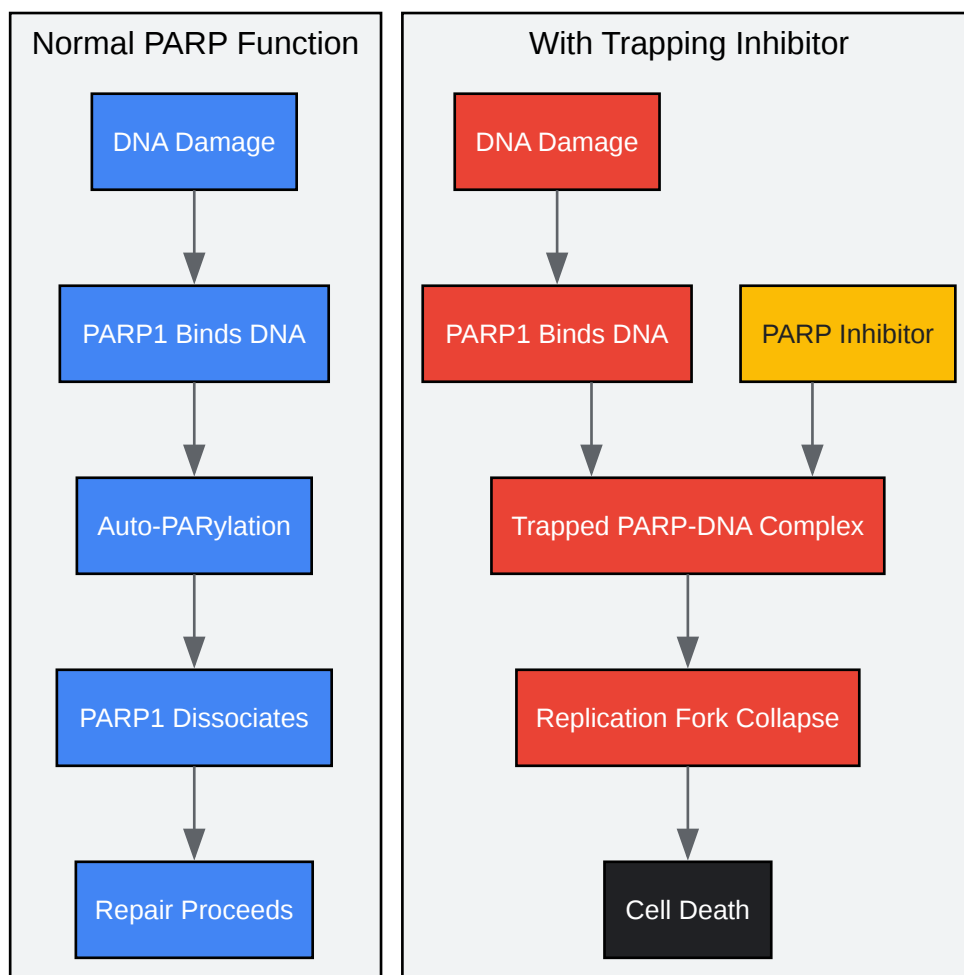 Normal PARP Function
DNA Damage
PARP1 Binds DNA
Auto-PARylation
PARP1 Dissociates
Repair Proceeds
With Trapping Inhibitor
DNA Damage
PARP1 Binds DNA
PARP Inhibitor
Trapped PARP-DNA Complex
Replication Fork Collapse
Cell Death